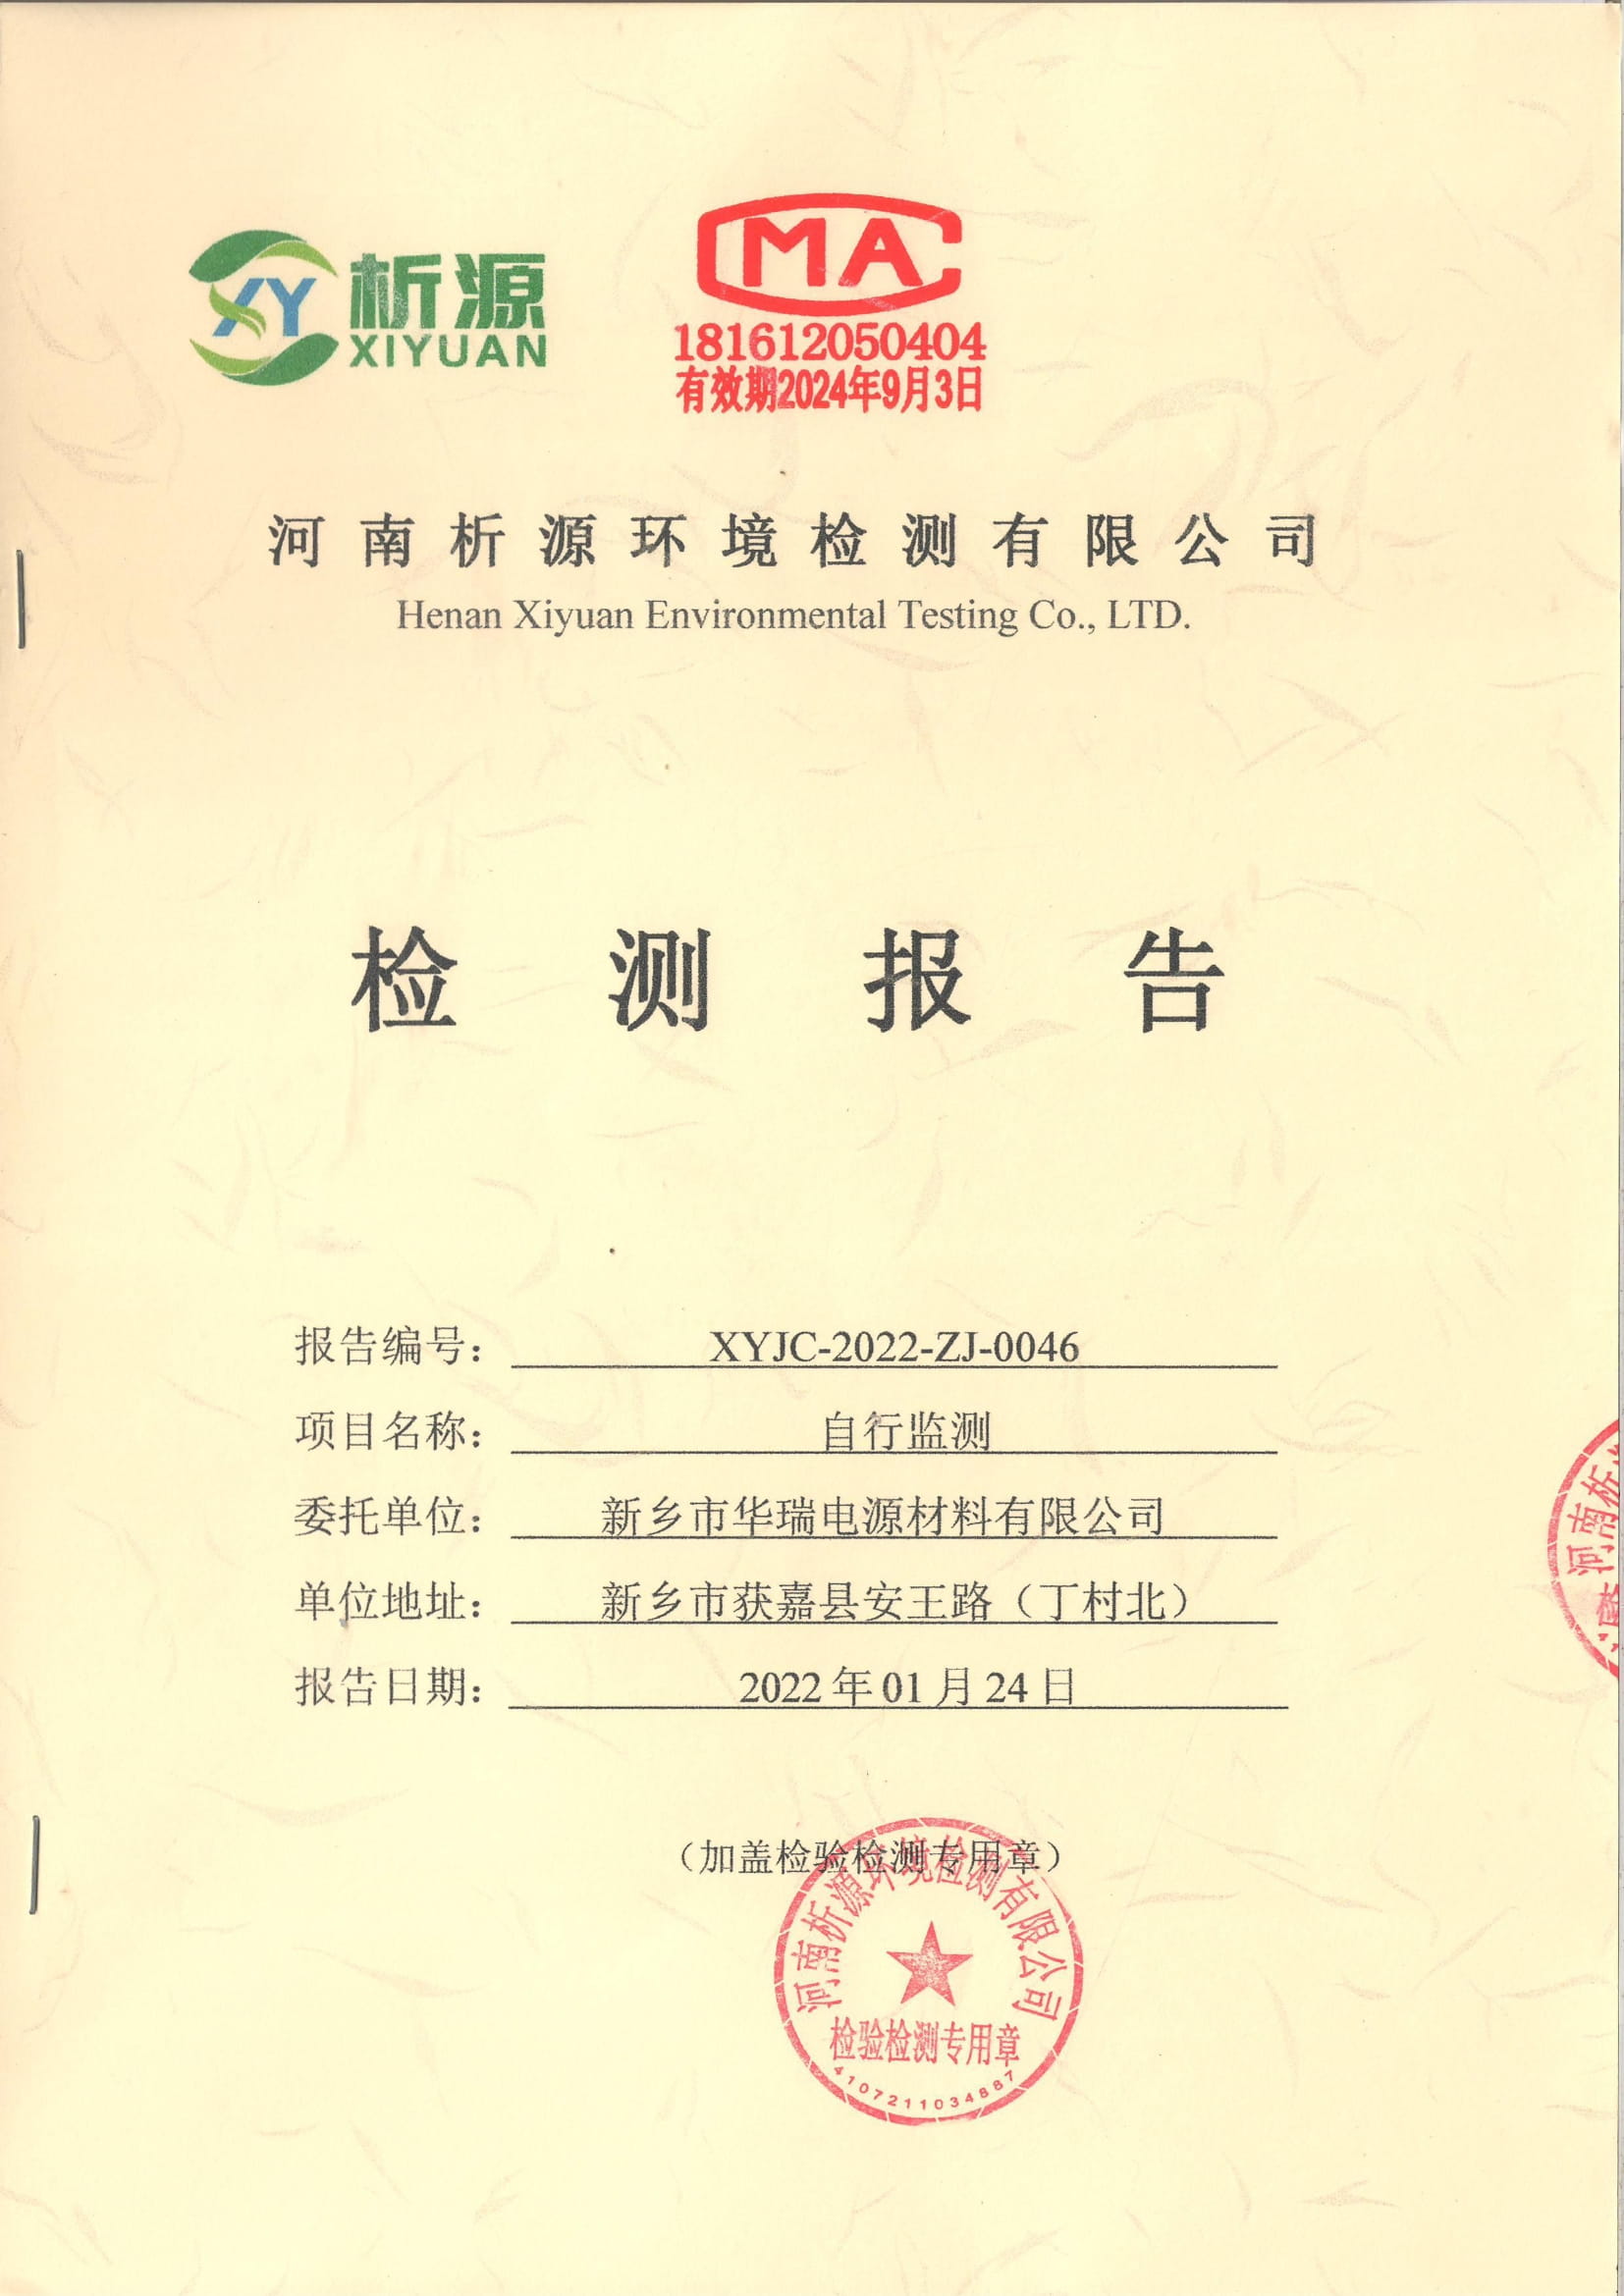 XY 析源
XIYUAN
MA
181612050404
有效期2024年9月3日
河南析源环境检测有限公司
Henan Xiyuan Environmental Testing Co., LTD.
检测报告
报告编号： XYJC-2022-ZJ-0046
项目名称： 自行监测
委托单位： 新乡市华瑞电源材料有限公司
单位地址： 新乡市获嘉县安王路（丁村北）
报告日期： 2022年01月24日
河南析
（加盖检验检测专用章）
河南析源环境检测有限公司
检验检测专用章
4107211034887